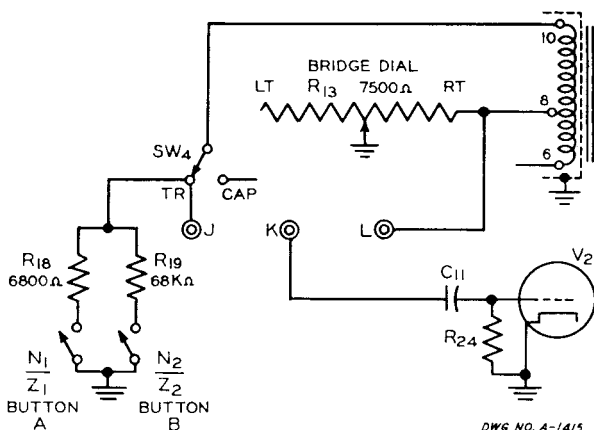 10
BRIDGE DIAL
LT R13 7500Ω RT
8
SW4
6
TR CAP
J K L
V2
R18 R19
6800Ω 68KΩ
C11
R24
N1 N2
Z1 Z2
BUTTON BUTTON
A B
DWG NO. A-1415